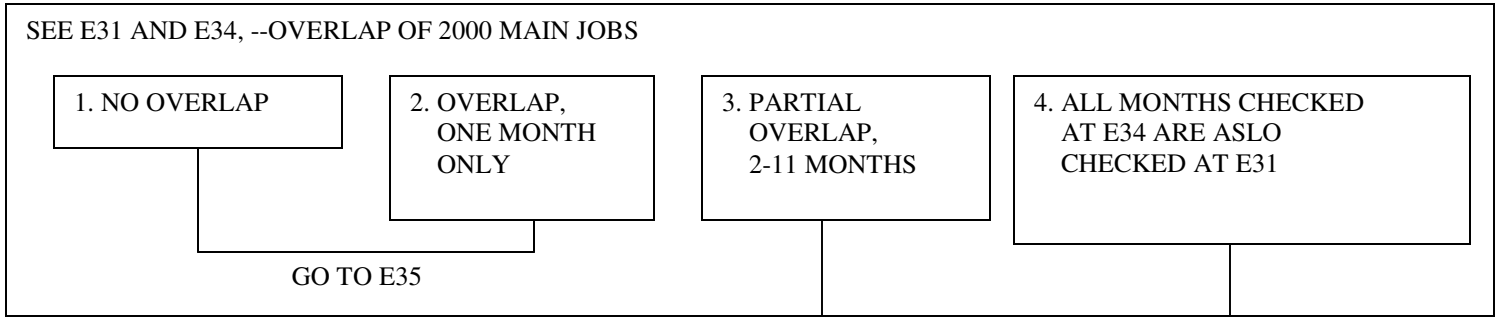 SEE E31 AND E34, --OVERLAP OF 2000 MAIN JOBS
1. NO OVERLAP
2. OVERLAP,
ONE MONTH
ONLY
3. PARTIAL
OVERLAP,
2-11 MONTHS
4. ALL MONTHS CHECKED
AT E34 ARE ASLO
CHECKED AT E31
GO TO E35